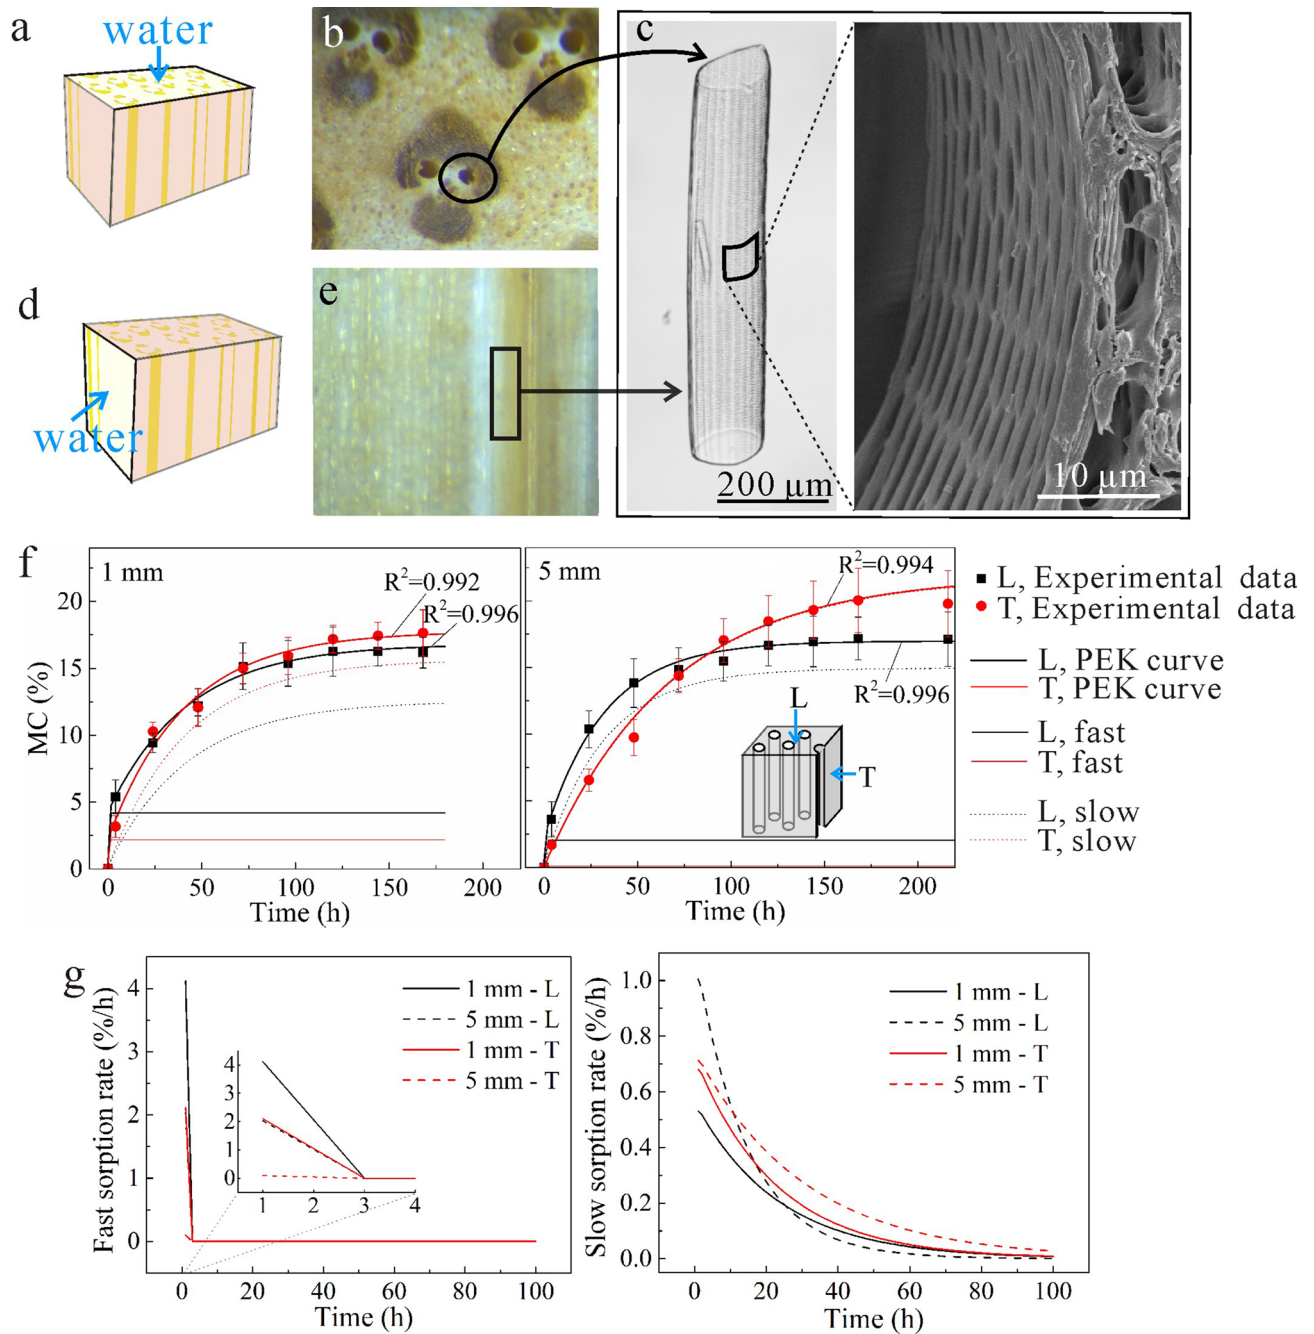 a
water
b
c
200 μm
10 μm
d
water
e
f
1 mm
R²=0.992
R²=0.996
MC (%)
20
15
10
5
0
0
50
100
150
200
Time (h)
5 mm
R²=0.994
R²=0.996
L
T
0
50
100
150
200
Time (h)
L, Experimental data
T, Experimental data
L, PEK curve
T, PEK curve
L, fast
T, fast
L, slow
T, slow
g
Fast sorption rate (%/h)
4
3
2
1
0
1 mm - L
5 mm - L
1 mm - T
5 mm - T
4
4
2
1
0
1
2
3
4
0
20
40
60
80
100
Time (h)
Slow sorption rate (%/h)
1.0
0.8
0.6
0.4
0.2
0.0
1 mm - L
5 mm - L
1 mm - T
5 mm - T
0
20
40
60
80
100
Time (h)